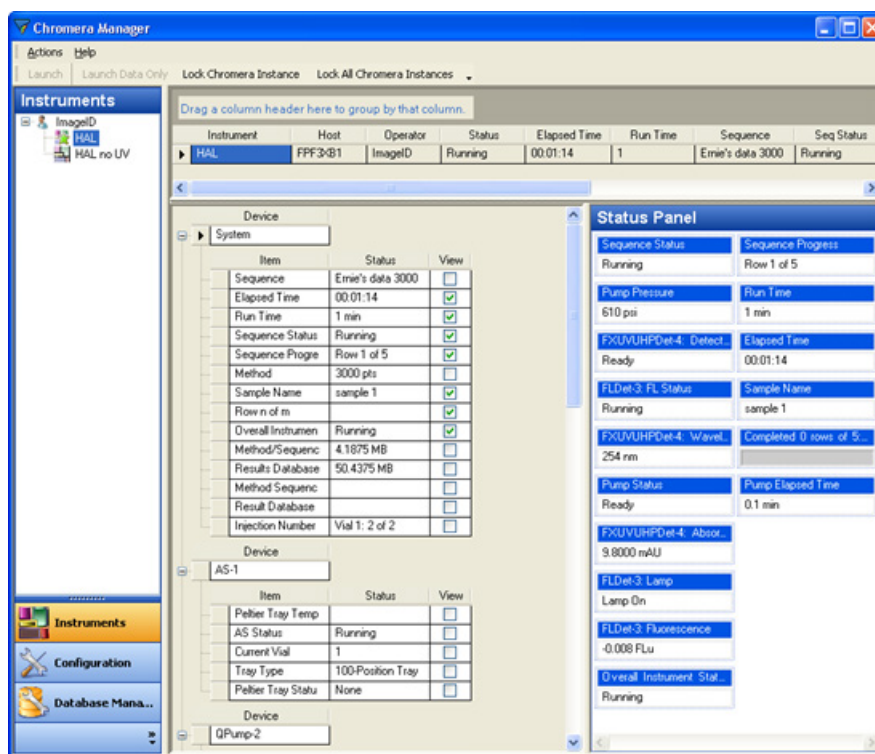 Chromera Manager
Actions Help
Launch Launch Data Only Lock Chromera Instance Lock All Chromera Instances
Instruments
ImageID
HAL
HAL no UV
Drag a column header here to group by that column.
Instrument Host Operator Status Elapsed Time Run Time Sequence Seq Status
HAL FPF3XB1 ImageID Running 00:01:14 1 Ernie's data 3000 Running
Device
System
Item Status View
Sequence Ernie's data 3000
Elapsed Time 00:01:14
Run Time 1 min
Sequence Status Running
Sequence Progre Row 1 of 5
Method 3000 pts
Sample Name sample 1
Row n of m
Overall Instrumen Running
Method/Sequenc 4.1875 MB
Results Database 50.4375 MB
Method Sequenc
Result Database
Injection Number Vial 1: 2 of 2
Device
AS-1
Item Status View
Peltier Tray Temp
AS Status Running
Current Vial 1
Tray Type 100-Position Tray
Peltier Tray Statu None
Device
QPump-2
Status Panel
Sequence Status Sequence Progress
Running Row 1 of 5
Pump Pressure Run Time
610 psi 1 min
FXUVUHPDet-4: Detect... Elapsed Time
Ready 00:01:14
FLDet-3: FL Status Sample Name
Running sample 1
FXUVUHPDet-4: Wavel... Completed 0 rows of 5:...
254 nm
Pump Status Pump Elapsed Time
Ready 0.1 min
FXUVUHPDet-4: Absor...
9.8000 mAU
FLDet-3: Lamp
Lamp On
FLDet-3: Fluorescence
-0.008 FLu
Overall Instrument Stat...
Running
Instruments
Configuration
Database Mana...